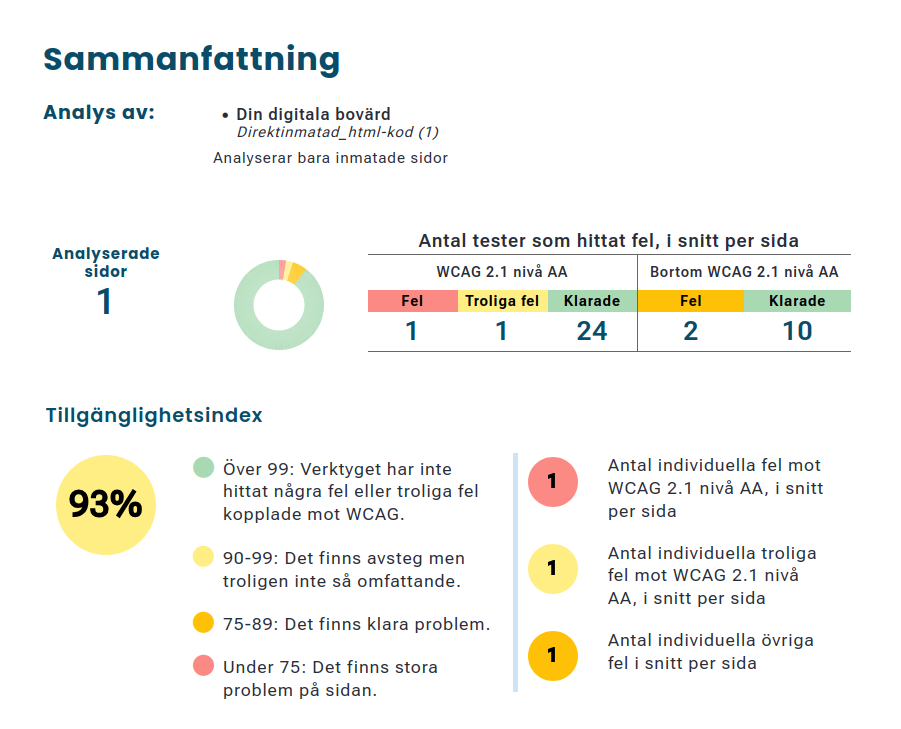 Sammanfattning
Analys av:
• Din digitala bovärd
Direktinmatad_html-kod (1)
Analyserar bara inmatade sidor
Analyserade
sidor
1
Antal tester som hittat fel, i snitt per sida
WCAG 2.1 nivå AA
Bortom WCAG 2.1 nivå AA
Fel
Troliga fel
Klarade
Fel
Klarade
1
1
24
2
10
Tillgänglighetsindex
93%
Över 99: Verktyget har inte
hittat några fel eller troliga fel
kopplade mot WCAG.
90-99: Det finns avsteg men
troligen inte så omfattande.
75-89: Det finns klara problem.
Under 75: Det finns stora
problem på sidan.
1
Antal individuella fel mot
WCAG 2.1 nivå AA, i snitt
per sida
1
Antal individuella troliga
fel mot WCAG 2.1 nivå
AA, i snitt per sida
1
Antal individuella övriga
fel i snitt per sida